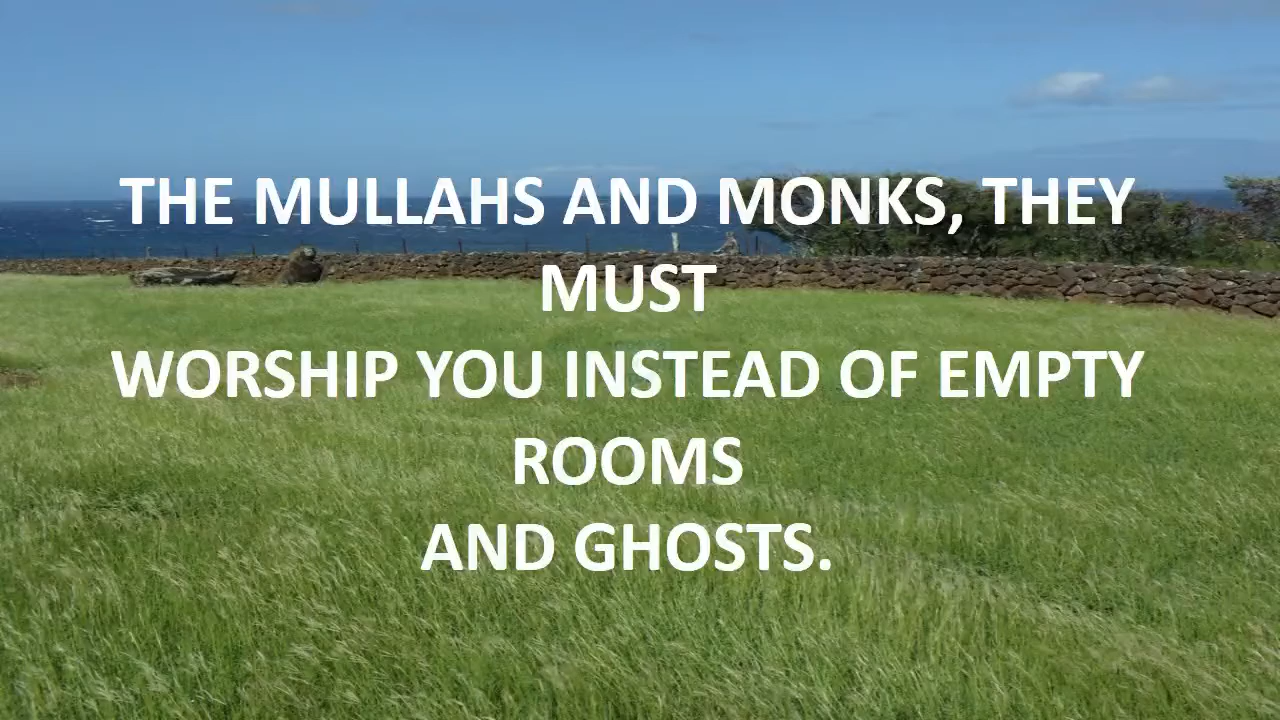 THE MULLAHS AND MONKS, THEY
MUST
WORSHIP YOU INSTEAD OF EMPTY
ROOMS
AND GHOSTS.